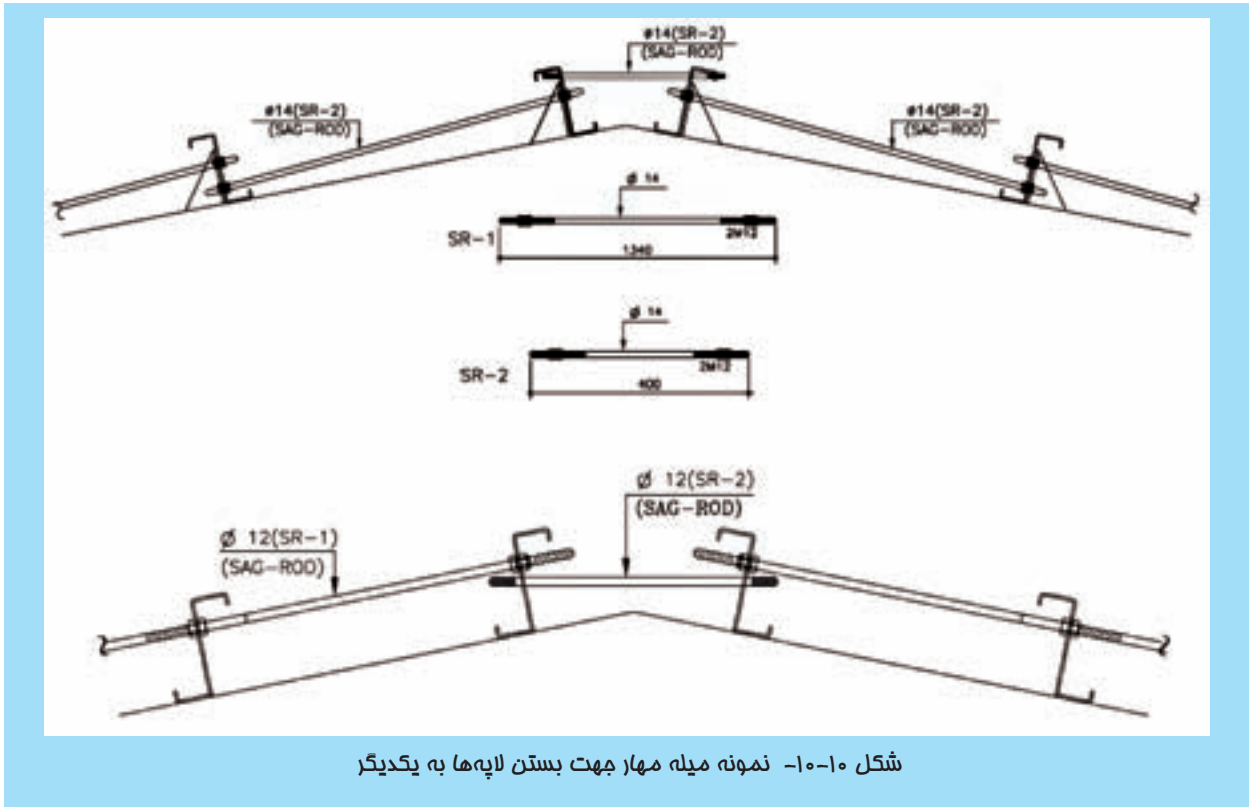 ø14(SR-2)
(SAG-ROD)
ø14(SR-2)
(SAG-ROD)
ø14(SR-2)
(SAG-ROD)
ø 14
SR-1
2M12
1340
ø 14
SR-2
2M12
400
Ø 12(SR-2)
(SAG-ROD)
Ø 12(SR-1)
(SAG-ROD)
شکل ۱۰-۱۰- نمونه میله مهار جهت بستن لاپه‌ها به یکدیگر